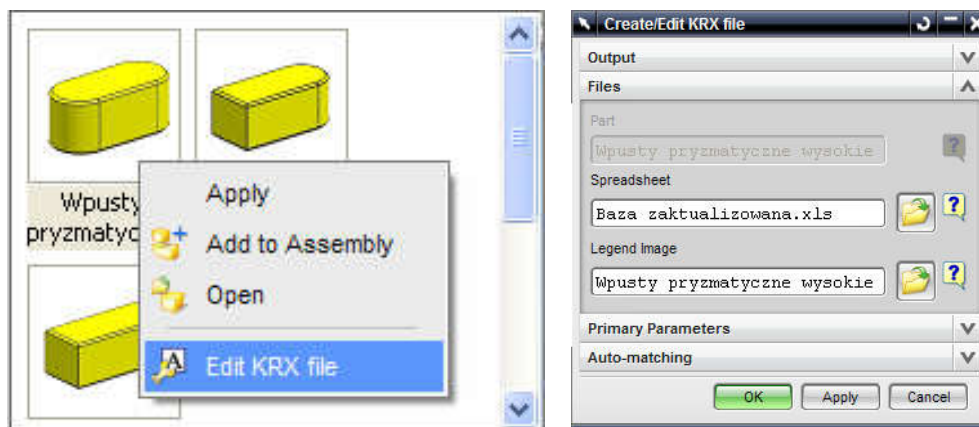 Wpusty
pryzmatyc
Apply
Add to Assembly
Open
Edit KRX file
Create/Edit KRX file
Output
Files
Part
Wpusty pryzmatyczne wysokie
Spreadsheet
Baza zaktualizowana.xls
Legend Image
Wpusty pryzmatyczne wysokie
Primary Parameters
Auto-matching
OK Apply Cancel